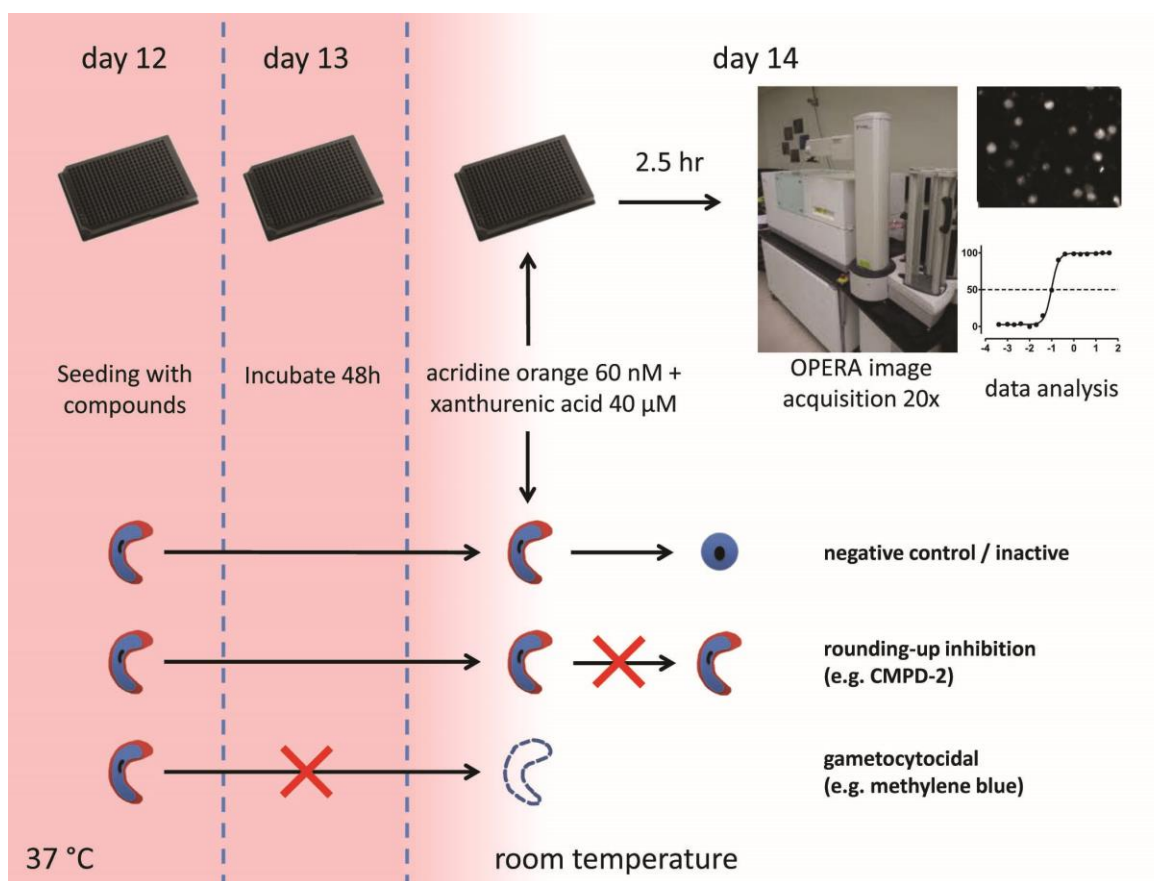 day 12
day 13
day 14
2.5 hr
100
50
0
-4 -3 -2 -1 0 1 2
Seeding with
compounds
Incubate 48h
acridine orange 60 nM +
xanthurenic acid 40 µM
OPERA image
acquisition 20x
data analysis
negative control / inactive
rounding-up inhibition
(e.g. CMPD-2)
gametocytocidal
(e.g. methylene blue)
37 °C
room temperature